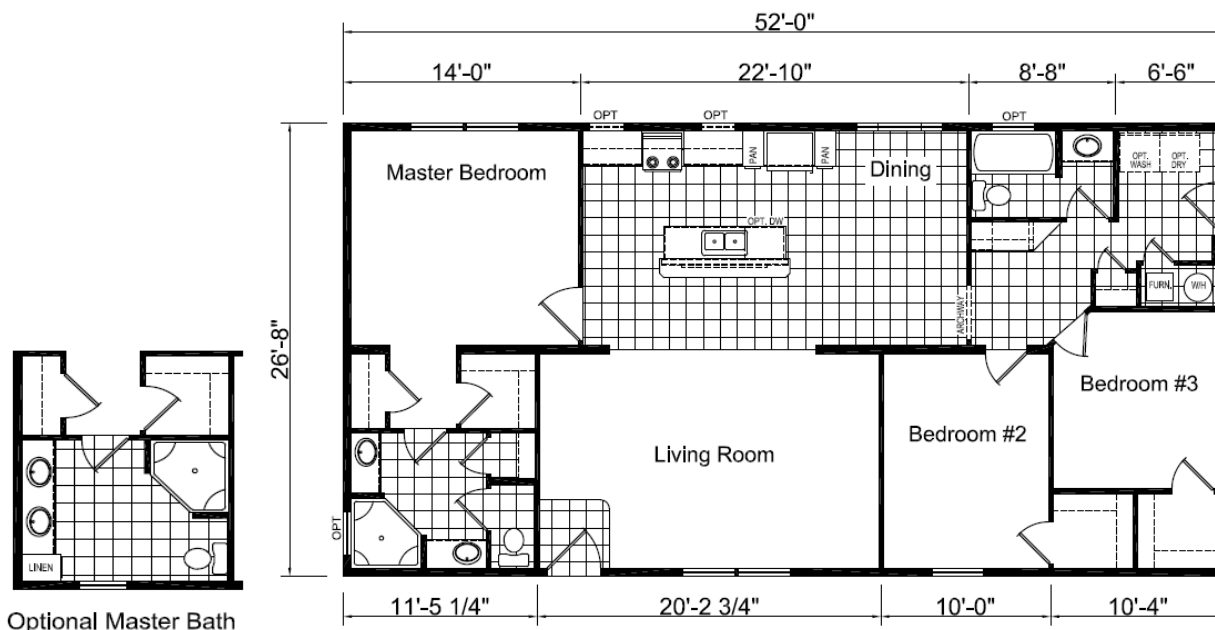 52'-0"
14'-0"
22'-10"
8'-8"
6'-6"
OPT
OPT
OPT
Master Bedroom
PAN
PAN
Dining
OPT. WASH
OPT. DRY
OPT. DW
26'-8"
ARCHWAY
FURN.
W/H
Bedroom #3
Bedroom #2
Living Room
OPT
LINEN
11'-5 1/4"
20'-2 3/4"
10'-0"
10'-4"
Optional Master Bath